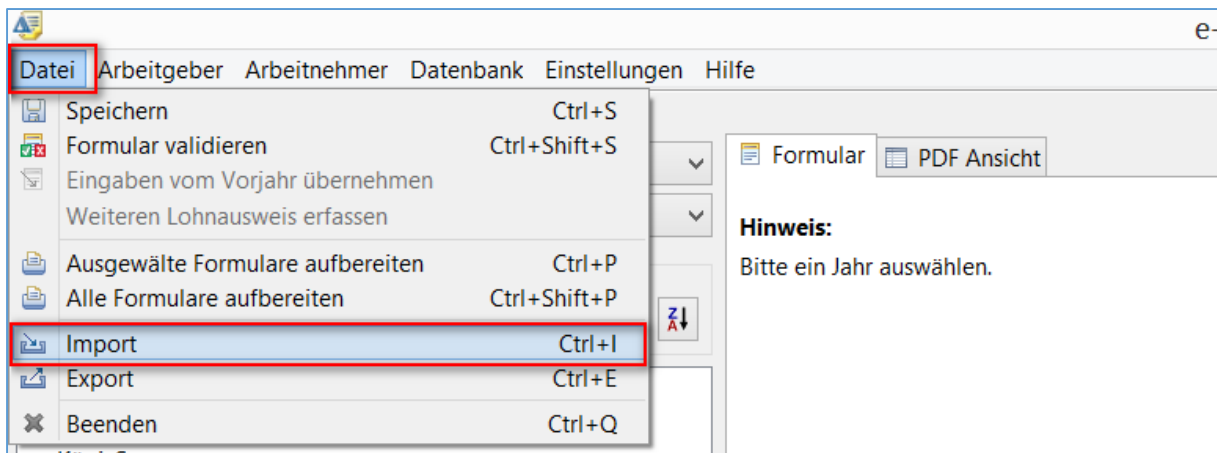 e-
Datei Arbeitgeber Arbeitnehmer Datenbank Einstellungen Hilfe
Speichern Ctrl+S
Formular validieren Ctrl+Shift+S
Eingaben vom Vorjahr übernehmen
Weiteren Lohnausweis erfassen
Ausgewälte Formulare aufbereiten Ctrl+P
Alle Formulare aufbereiten Ctrl+Shift+P
Import Ctrl+I
Export Ctrl+E
Beenden Ctrl+Q
Formular PDF Ansicht
Hinweis:
Bitte ein Jahr auswählen.
Z
A